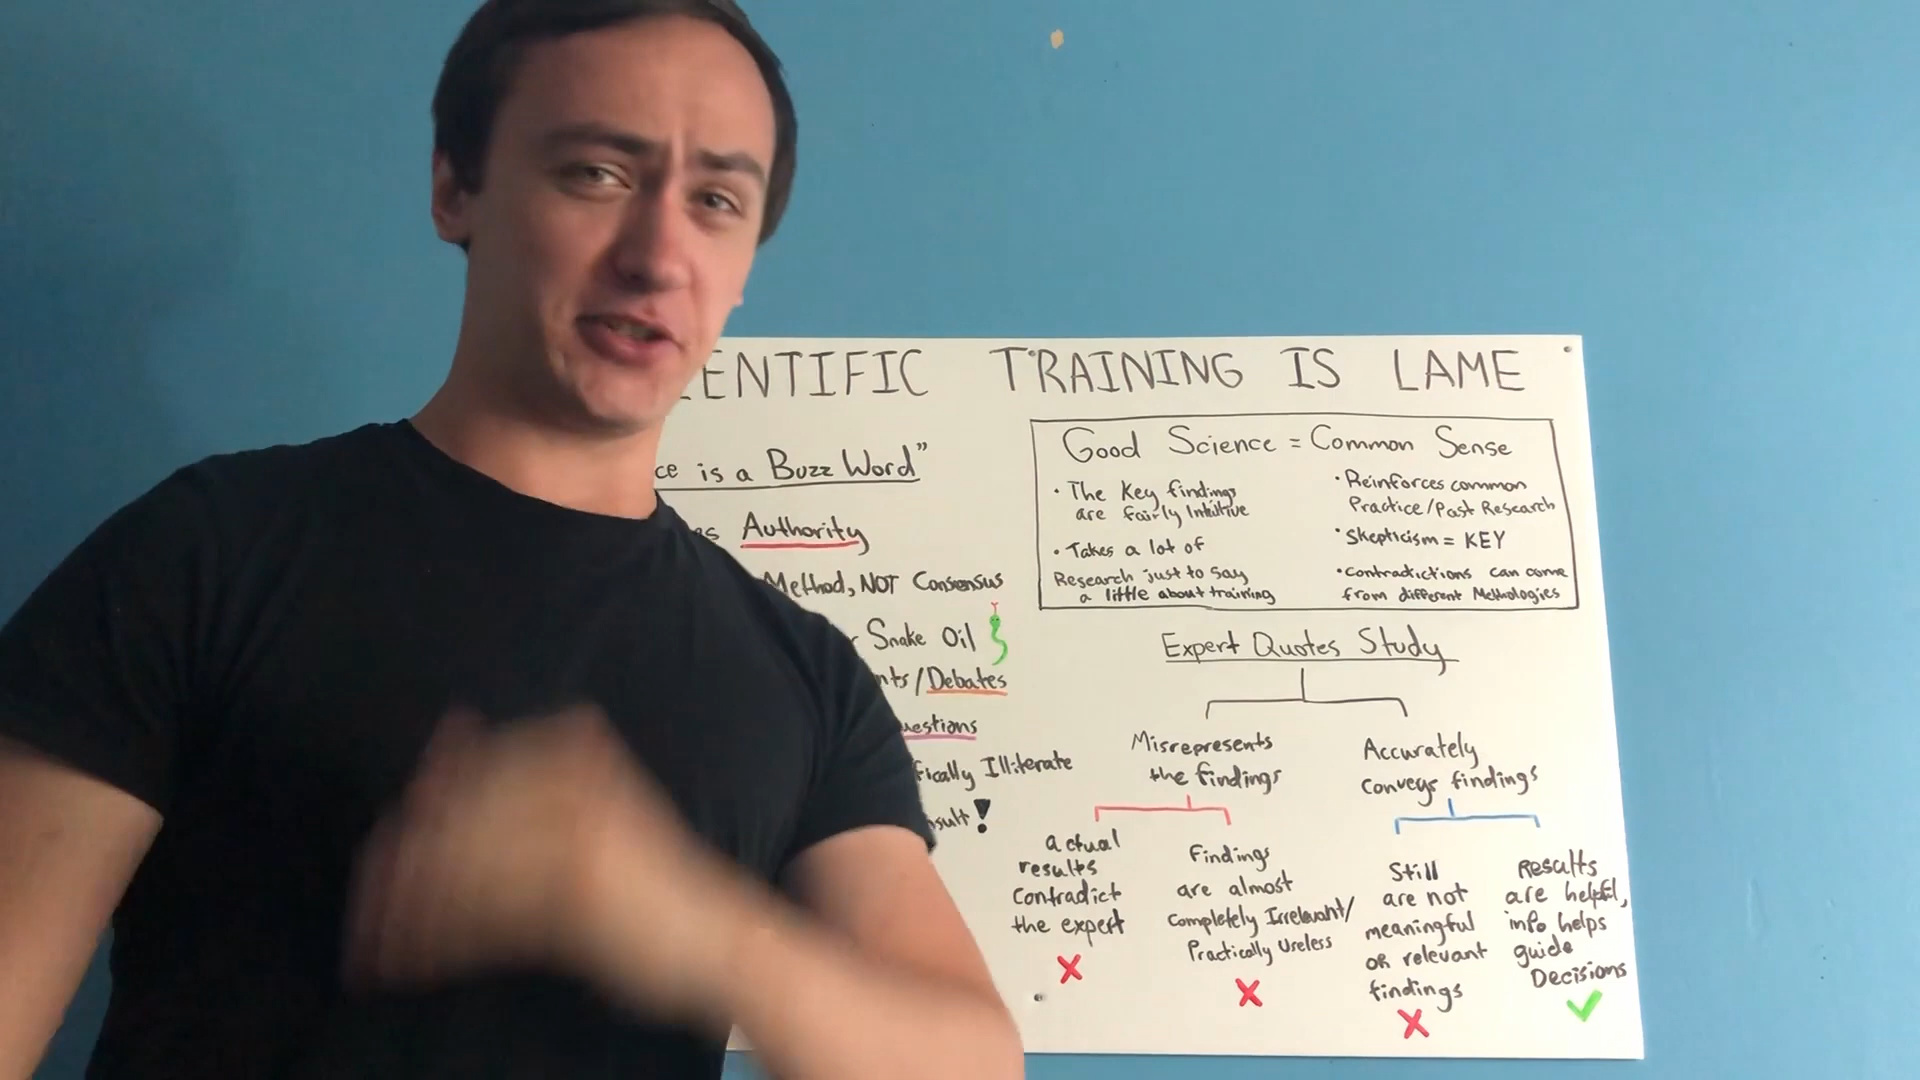 ENTIFIC TRAINING IS LAME
ce is a Buzz Word”
es Authority
Method, NOT Consensus
r Snake Oil
nts/Debates
uestions
fically Illiterate
nsult!
Good Science = Common Sense
• The Key findings
are fairly Intuitive
• Takes a lot of
Research just to say
a little about training
• Reinforces common
Practice/Past Research
• Skepticism = KEY
• Contradictions can come
from different Methologies
Expert Quotes Study
Misrepresents
the findings
Accurately
conveys findings
actual
results
Contradict
the expert
Findings
are almost
Completely Irrelevant/
Practically Useless
Still
are not
meaningful
or relevant
findings
Results
are helpful,
info helps
guide
Decisions